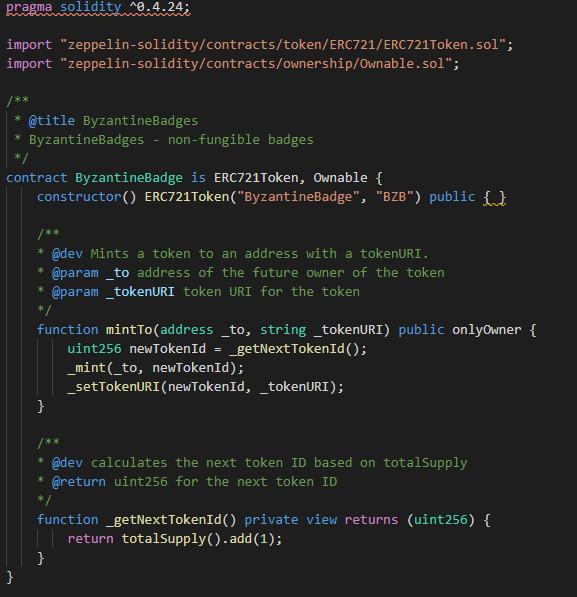 pragma solidity ^0.4.24;
import "zeppelin-solidity/contracts/token/ERC721/ERC721Token.sol";
import "zeppelin-solidity/contracts/ownership/Ownable.sol";
/**
 * @title ByzantineBadges
 * ByzantineBadges - non-fungible badges
 */
contract ByzantineBadge is ERC721Token, Ownable {
    constructor() ERC721Token("ByzantineBadge", "BZB") public { }
    /**
    * @dev Mints a token to an address with a tokenURI.
    * @param _to address of the future owner of the token
    * @param _tokenURI token URI for the token
    */
    function mintTo(address _to, string _tokenURI) public onlyOwner {
        uint256 newTokenId = _getNextTokenId();
        _mint(_to, newTokenId);
        _setTokenURI(newTokenId, _tokenURI);
    }
    /**
    * @dev calculates the next token ID based on totalSupply
    * @return uint256 for the next token ID
    */
    function _getNextTokenId() private view returns (uint256) {
        return totalSupply().add(1);
    }
}